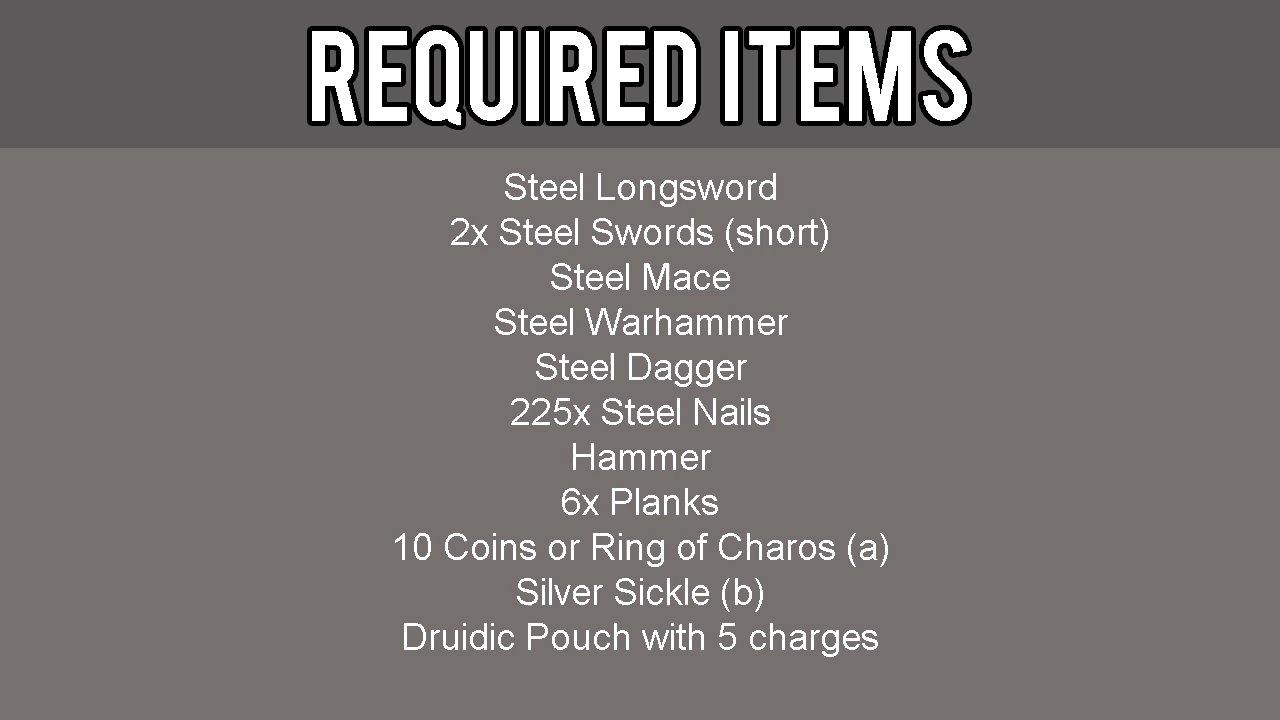 REQUIRED ITEMS
Steel Longsword
2x Steel Swords (short)
Steel Mace
Steel Warhammer
Steel Dagger
225x Steel Nails
Hammer
6x Planks
10 Coins or Ring of Charos (a)
Silver Sickle (b)
Druidic Pouch with 5 charges